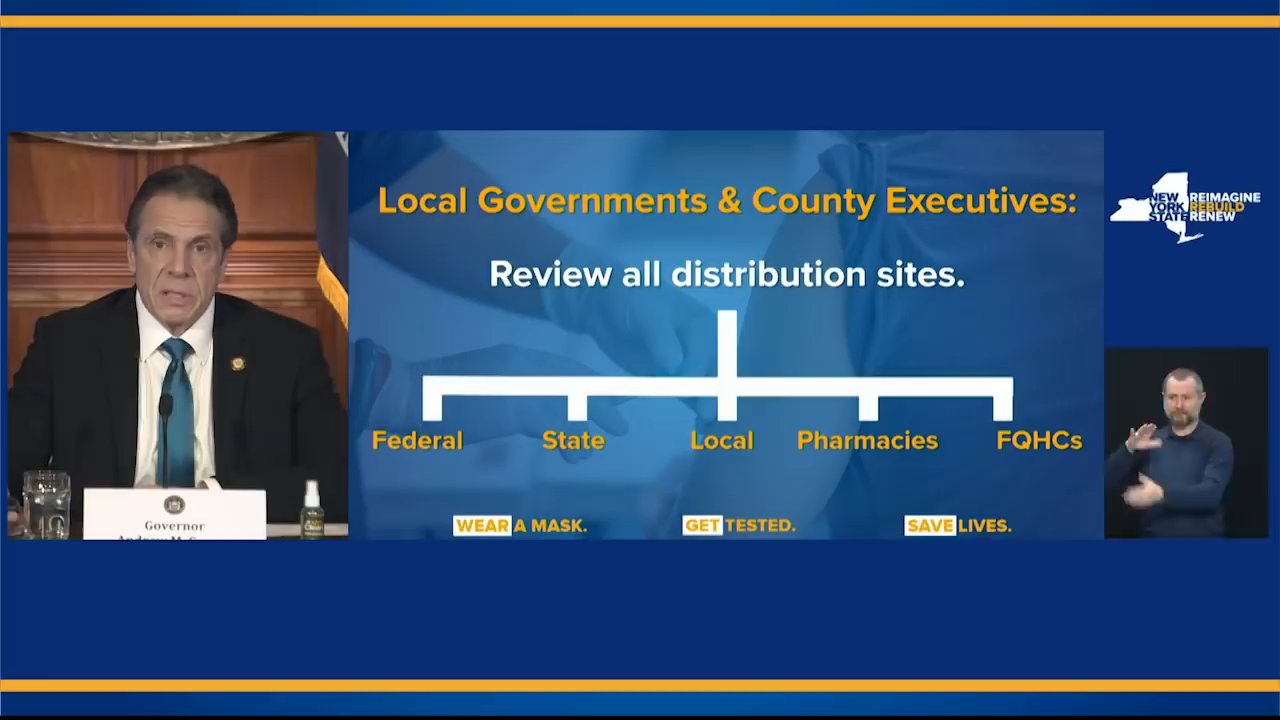 Local Governments & County Executives:
Review all distribution sites.
Federal
State
Local
Pharmacies
FQHCs
WEAR A MASK.
GET TESTED.
SAVE LIVES.
NEW
YORK
STATE
REIMAGINE
REBUILD
RENEW
Governor